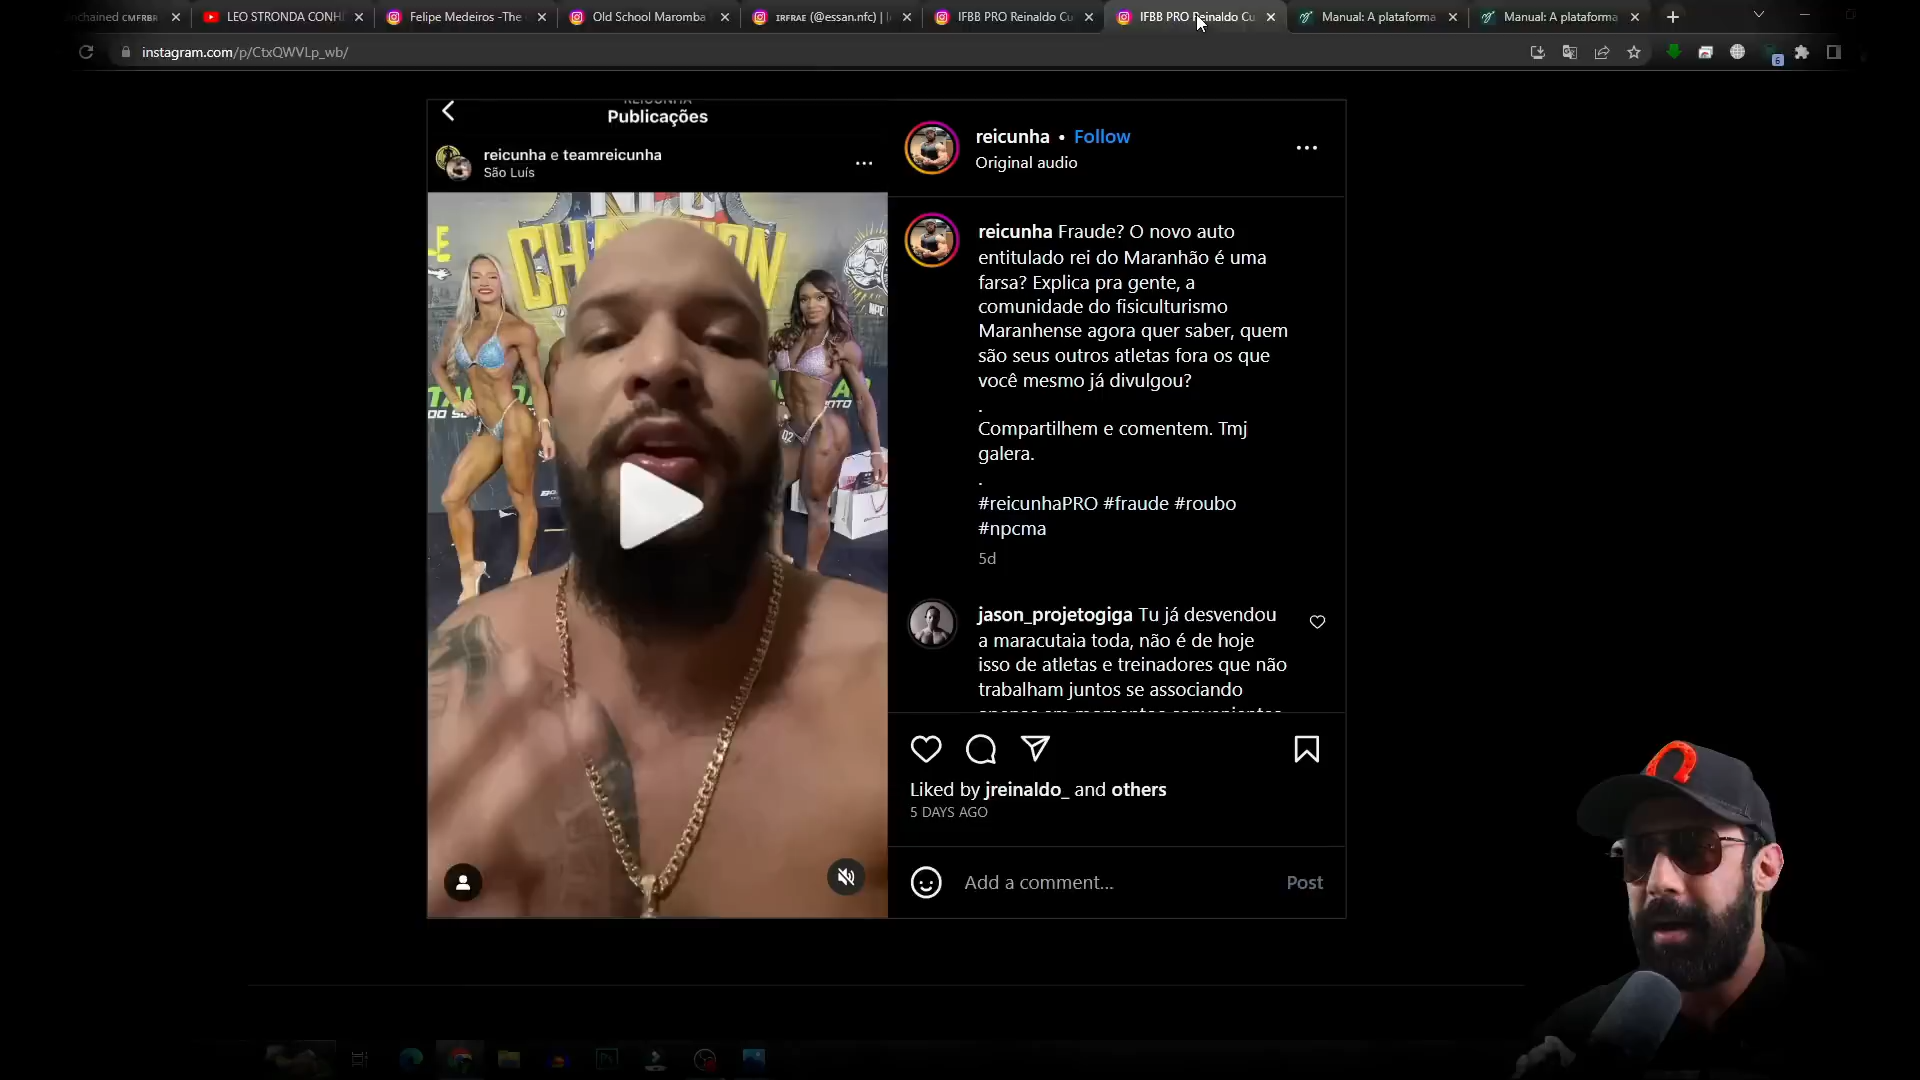 LEO STRONDA CONHI
Felipe Medeiros -The
Old School Maromba
ɪʀғʀᴀᴇ (@essan.nfc) |
IFBB PRO Reinaldo Cu
IFBB PRO Reinaldo Cu
Manual: A plataforma
Manual: A plataforma
instagram.com/p/CtxQWVLp_wb/
6
REICUNHA
Publicações
reicunha e teamreicunha
São Luís
CHAMPION
NPC
reicunha • Follow
Original audio
reicunha Fraude? O novo auto
entitulado rei do Maranhão é uma
farsa? Explica pra gente, a
comunidade do fisiculturismo
Maranhense agora quer saber, quem
são seus outros atletas fora os que
você mesmo já divulgou?
.
Compartilhem e comentem. Tmj
galera.
.
#reicunhaPRO #fraude #roubo
#npcma
5d
jason_projetogiga Tu já desvendou
a maracutaia toda, não é de hoje
isso de atletas e treinadores que não
trabalham juntos se associando
apenas em momentos convenientes
Liked by jreinaldo_ and others
5 DAYS AGO
Add a comment...
Post